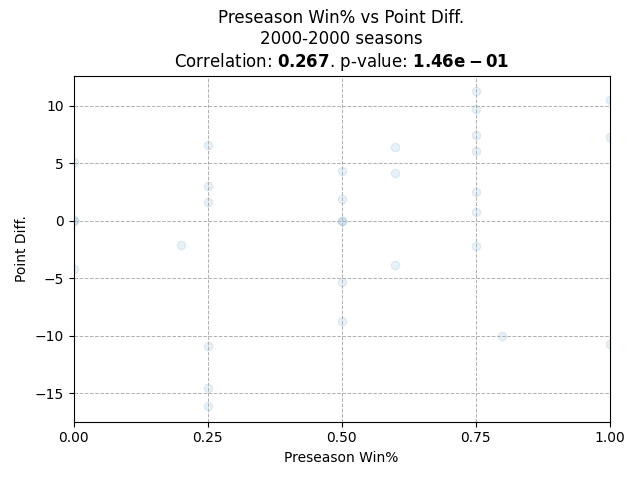 Preseason Win% vs Point Diff.
2000-2000 seasons
Correlation: 0.267. p-value: 1.46e − 01
10
5
0
−5
−10
−15
Point Diff.
0.00 0.25 0.50 0.75 1.00
Preseason Win%